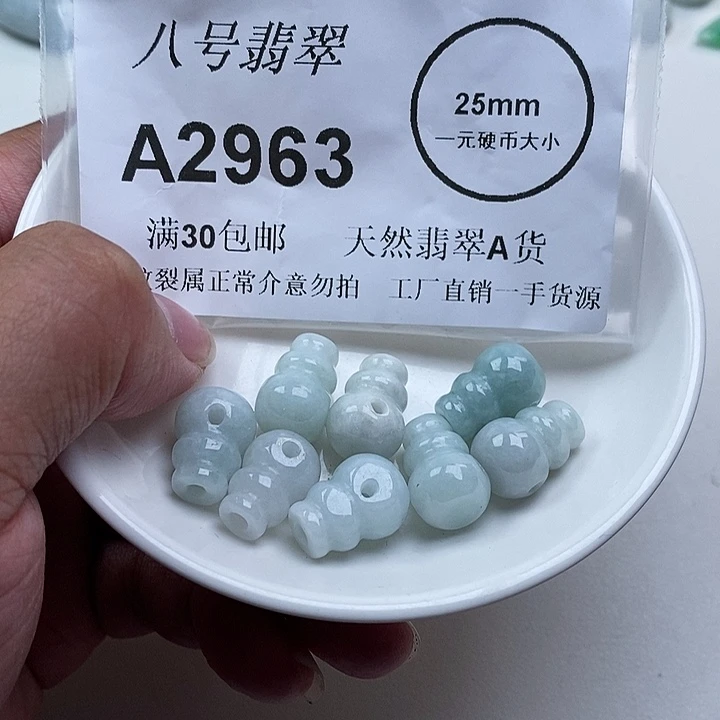 八号翡翠
25mm
一元硬币大小
A2963
满30包邮 天然翡翠A货
纹裂属正常介意勿拍 工厂直销一手货源